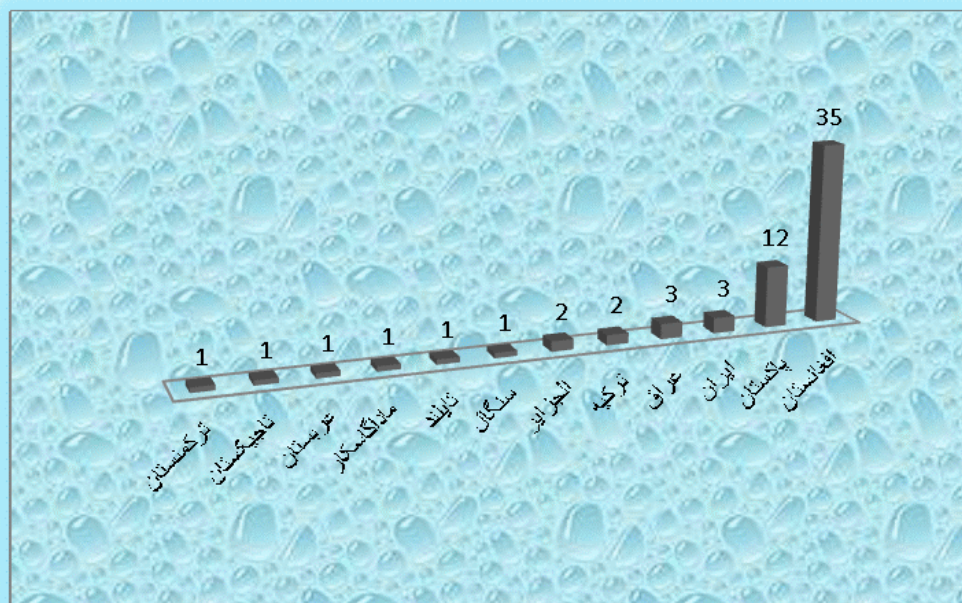 1
1
1
1
1
1
2
2
3
3
12
35
ترکمنستان
تاجیکستان
عربستان
ماداگاسکار
تایلند
سنگال
الجزایر
ترکیه
عراق
ایران
پاکستان
افغانستان